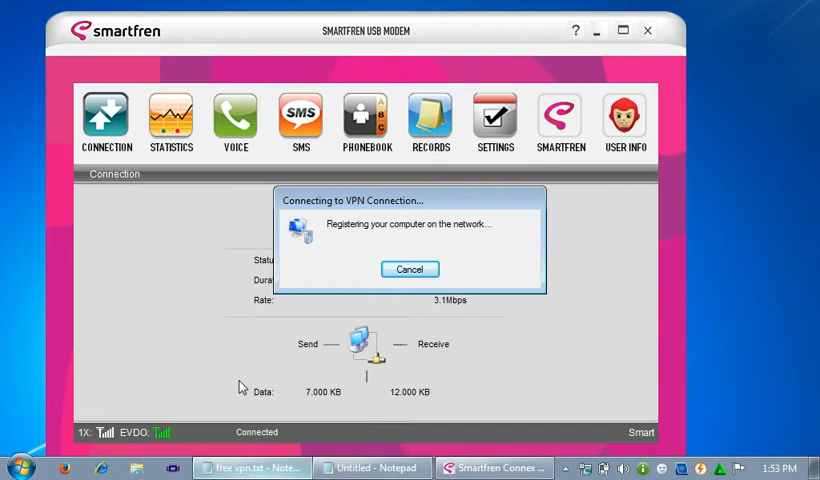 smartfren
SMARTFREN USB MODEM
?
SMS
A
B
C
CONNECTION
STATISTICS
VOICE
SMS
PHONEBOOK
RECORDS
SETTINGS
SMARTFREN
USER INFO
Connection
Connecting to VPN Connection...
Registering your computer on the network...
Cancel
Statu
Dura
Rate: 3.1Mbps
Send
Receive
Data: 7.000 KB 12.000 KB
1X: EVDO: Connected Smart
free vpn.txt - Note...
Untitled - Notepad
Smartfren Connex ...
1:53 PM